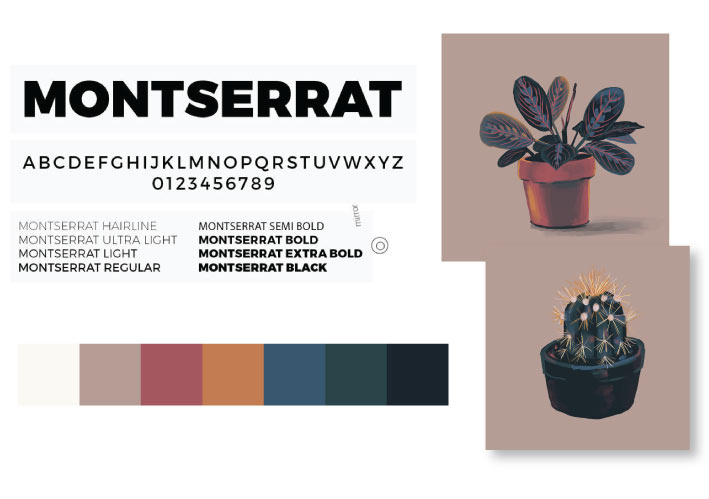 MONTSERRAT
ABCDEFGHIJKLMNOPQRSTUVWXYZ
0123456789
MONTSERRAT HAIRLINE
MONTSERRAT ULTRA LIGHT
MONTSERRAT LIGHT
MONTSERRAT REGULAR
MONTSERRAT SEMI BOLD
MONTSERRAT BOLD
MONTSERRAT EXTRA BOLD
MONTSERRAT BLACK
mirror